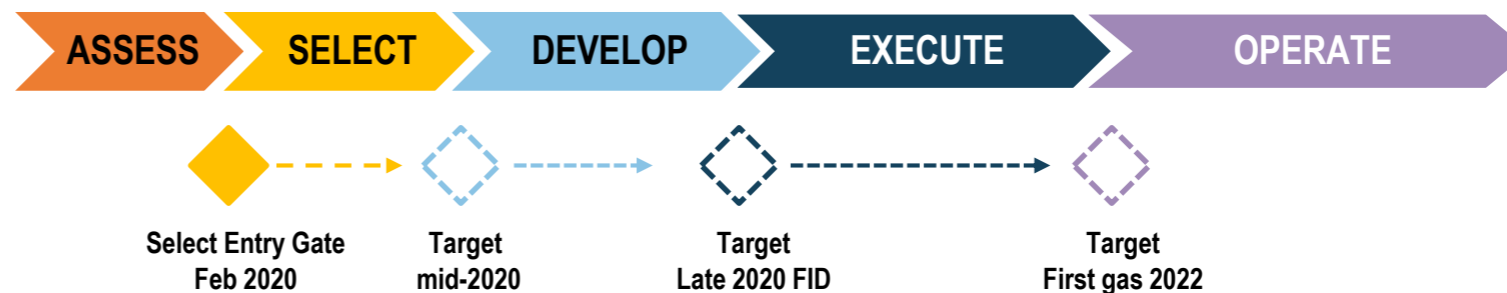 ASSESS SELECT DEVELOP EXECUTE OPERATE
Select Entry Gate
Feb 2020
Target
mid-2020
Target
Late 2020 FID
Target
First gas 2022